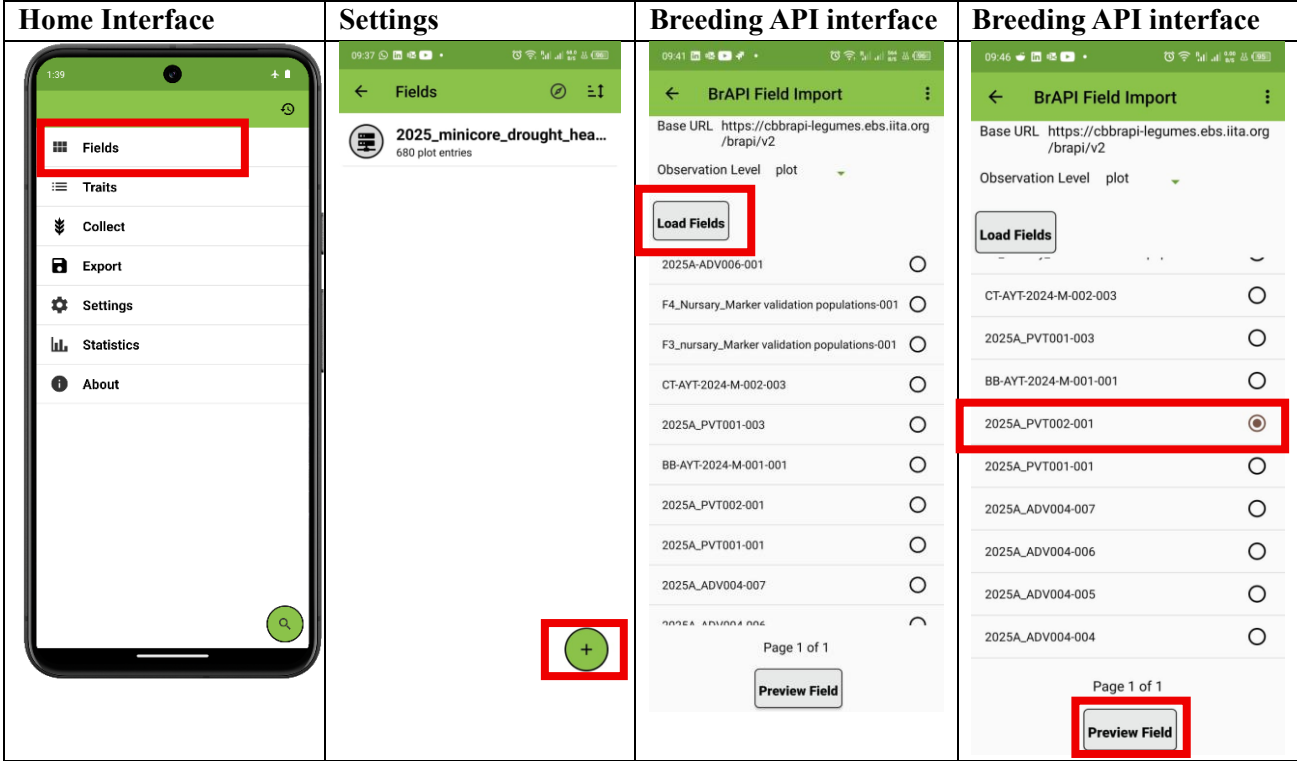 Home Interface
Settings
Breeding API interface
Breeding API interface
1:39
Fields
Traits
Collect
Export
Settings
Statistics
About
09:37
Fields
2025_minicore_drought_hea...
680 plot entries
+
09:41
BrAPI Field Import
Base URL https://cbbrapi-legumes.ebs.iita.org
/brapi/v2
Observation Level plot
Load Fields
2025A-ADV006-001
F4_Nursary_Marker validation populations-001
F3_nursary_Marker validation populations-001
CT-AYT-2024-M-002-003
2025A_PVT001-003
BB-AYT-2024-M-001-001
2025A_PVT002-001
2025A_PVT001-001
2025A_ADV004-007
2025A_ADV004-006
Page 1 of 1
Preview Field
09:46
BrAPI Field Import
Base URL https://cbbrapi-legumes.ebs.iita.org
/brapi/v2
Observation Level plot
Load Fields
CT-AYT-2024-M-002-003
2025A_PVT001-003
BB-AYT-2024-M-001-001
2025A_PVT002-001
2025A_PVT001-001
2025A_ADV004-007
2025A_ADV004-006
2025A_ADV004-005
2025A_ADV004-004
Page 1 of 1
Preview Field